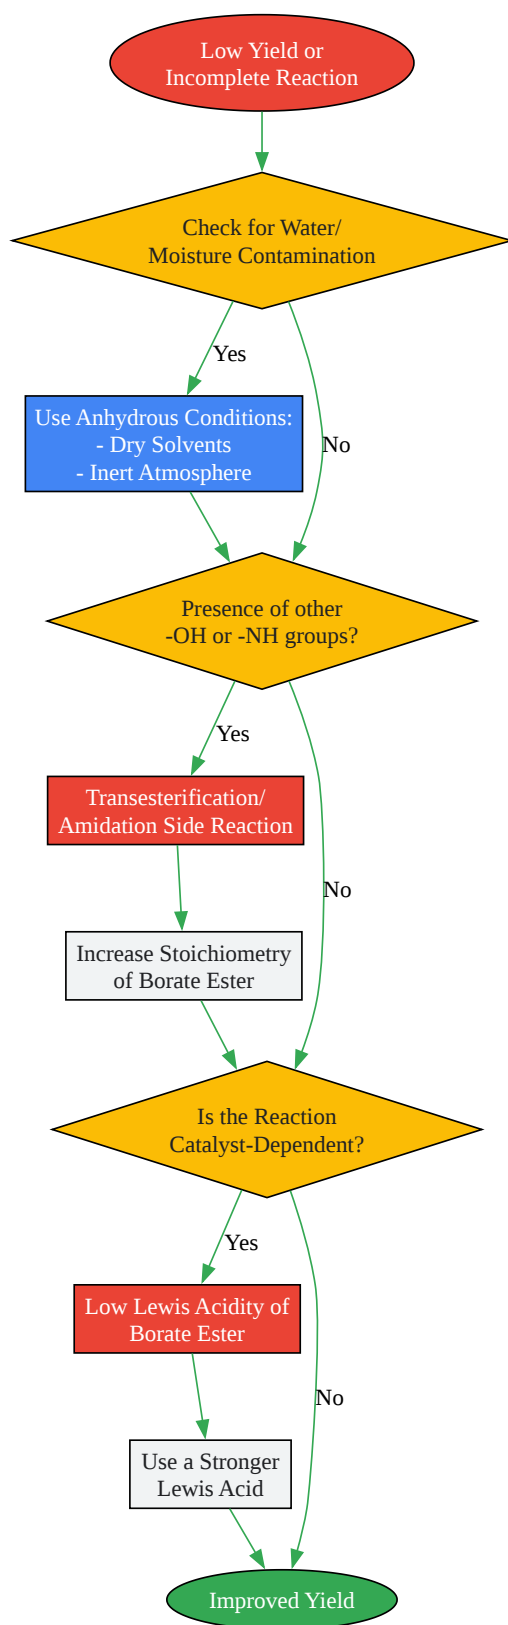 Low Yield or
Incomplete Reaction
Check for Water/
Moisture Contamination
Yes
Use Anhydrous Conditions:
- Dry Solvents
- Inert Atmosphere
No
Presence of other
-OH or -NH groups?
Yes
Transesterification/
Amidation Side Reaction
No
Increase Stoichiometry
of Borate Ester
Is the Reaction
Catalyst-Dependent?
Yes
Low Lewis Acidity of
Borate Ester
No
Use a Stronger
Lewis Acid
Improved Yield